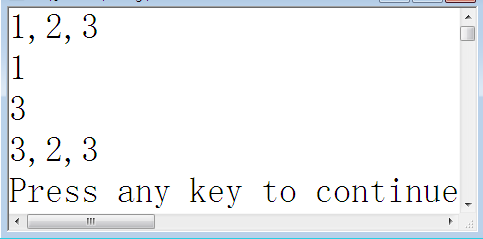 1,2,3
1
3
3,2,3
Press any key to continue